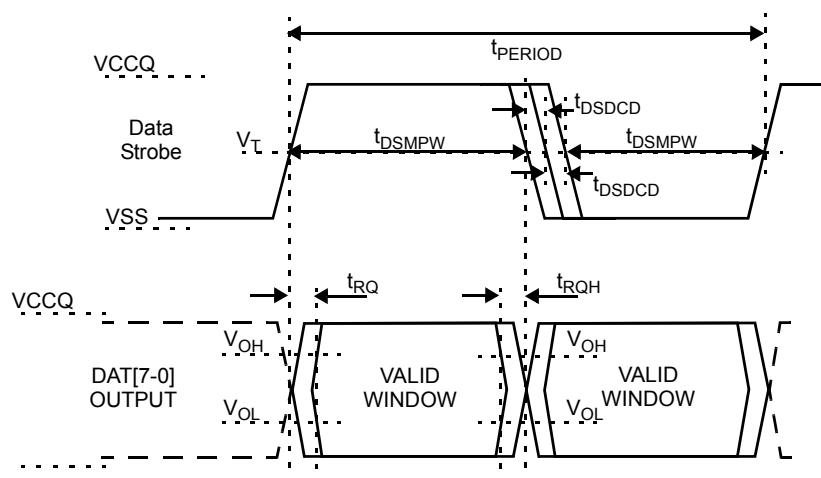 tPERIOD
VCCQ
tDSDCD
Data
Strobe
VT
tDSMPW
tDSMPW
tDSDCD
VSS
tRQ
tRQH
VCCQ
VOH
VOH
DAT[7-0]
OUTPUT
VALID
WINDOW
VALID
WINDOW
VOL
VOL